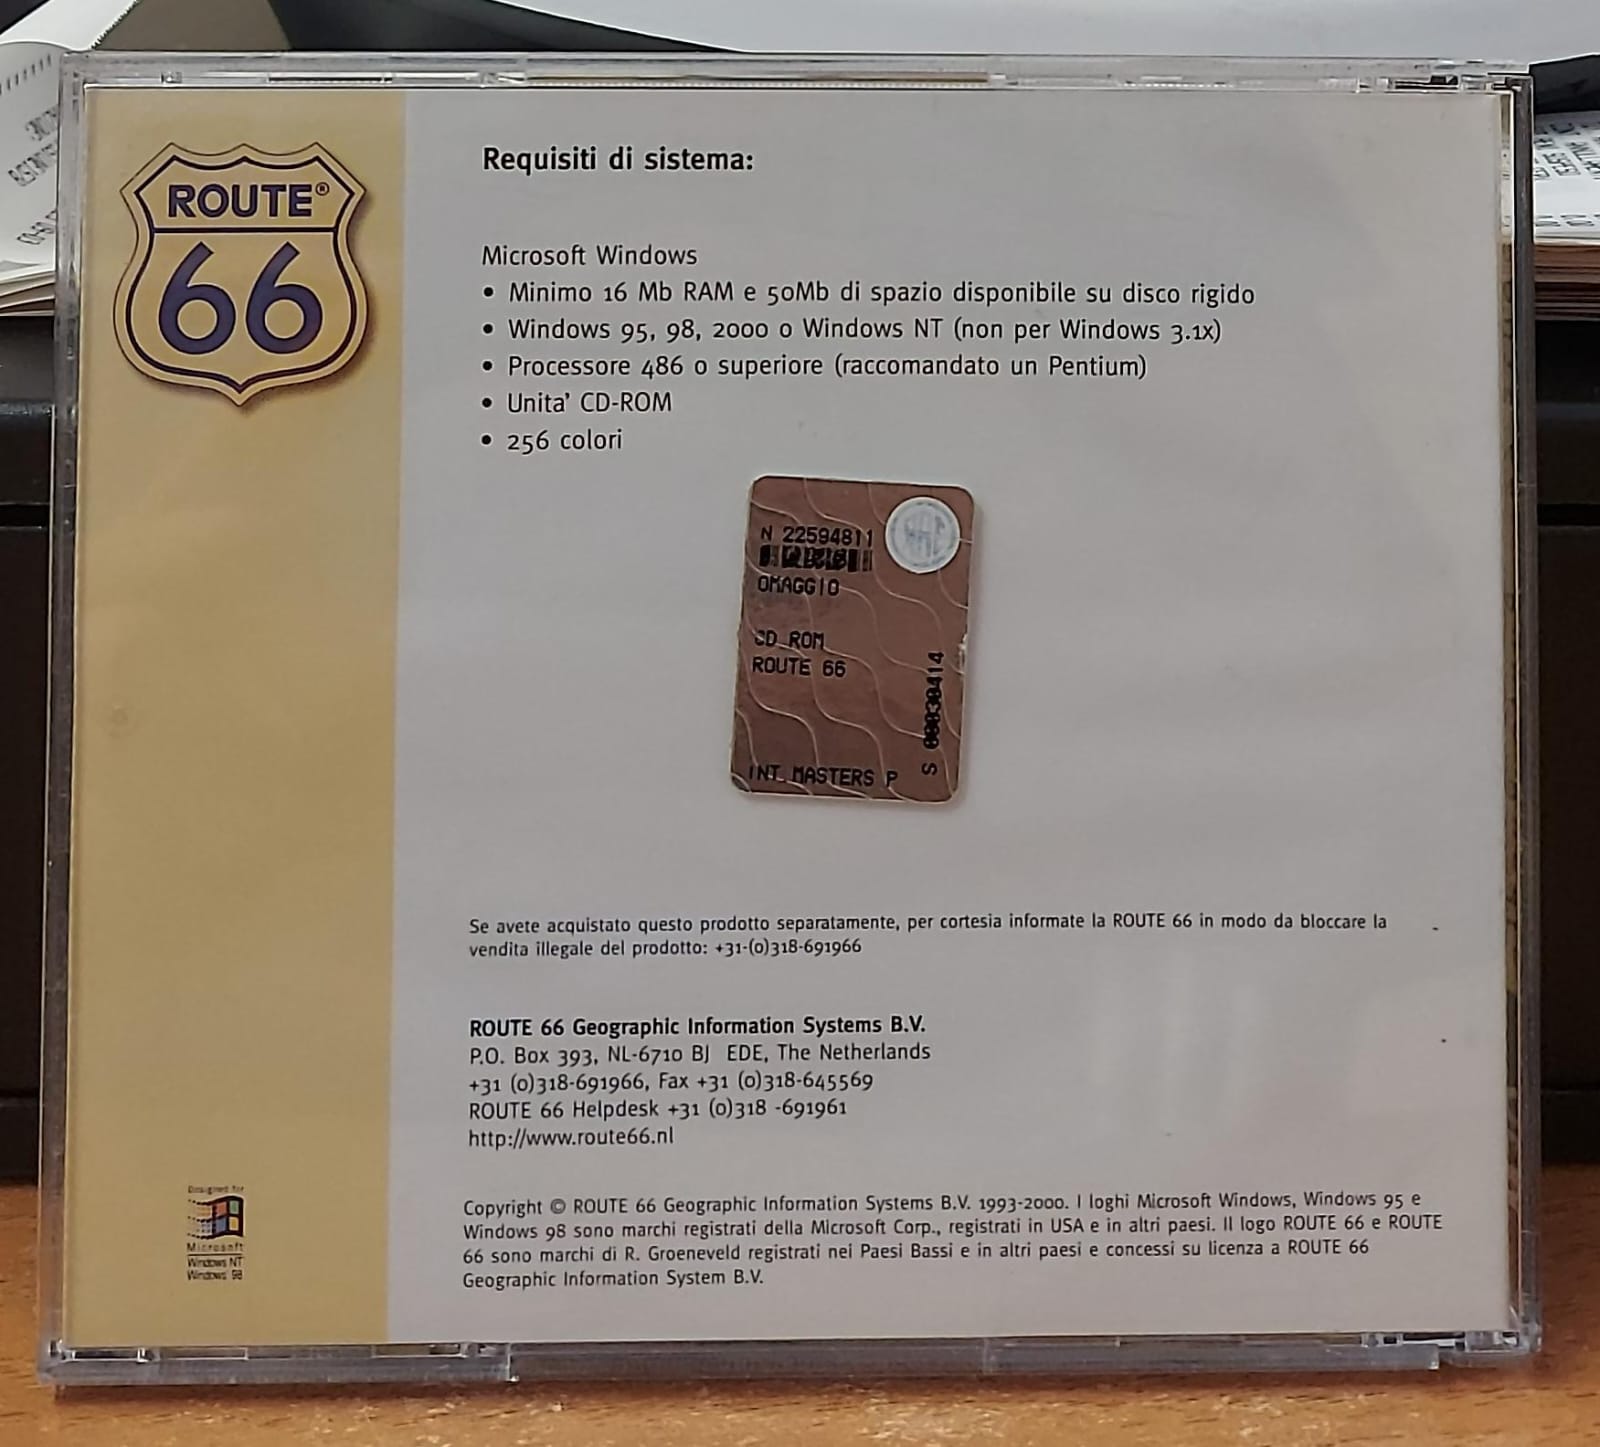 ROUTE®
66
Requisiti di sistema:
Microsoft Windows
• Minimo 16 Mb RAM e 50Mb di spazio disponibile su disco rigido
• Windows 95, 98, 2000 o Windows NT (non per Windows 3.1x)
• Processore 486 o superiore (raccomandato un Pentium)
• Unita' CD-ROM
• 256 colori
N 22594811
OMAGGIO
CD ROM
ROUTE 66
INT. MASTERS P
Se avete acquistato questo prodotto separatamente, per cortesia informate la ROUTE 66 in modo da bloccare la
vendita illegale del prodotto: +31-(0)318-691966
ROUTE 66 Geographic Information Systems B.V.
P.O. Box 393, NL-6710 BJ EDE, The Netherlands
+31 (0)318-691966, Fax +31 (0)318-645569
ROUTE 66 Helpdesk +31 (0)318 -691961
http://www.route66.nl
Designed for
Microsoft
Windows NT
Windows 98
Copyright © ROUTE 66 Geographic Information Systems B.V. 1993-2000. I loghi Microsoft Windows, Windows 95 e
Windows 98 sono marchi registrati della Microsoft Corp., registrati in USA e in altri paesi. Il logo ROUTE 66 e ROUTE
66 sono marchi di R. Groeneveld registrati nei Paesi Bassi e in altri paesi e concessi su licenza a ROUTE 66
Geographic Information System B.V.